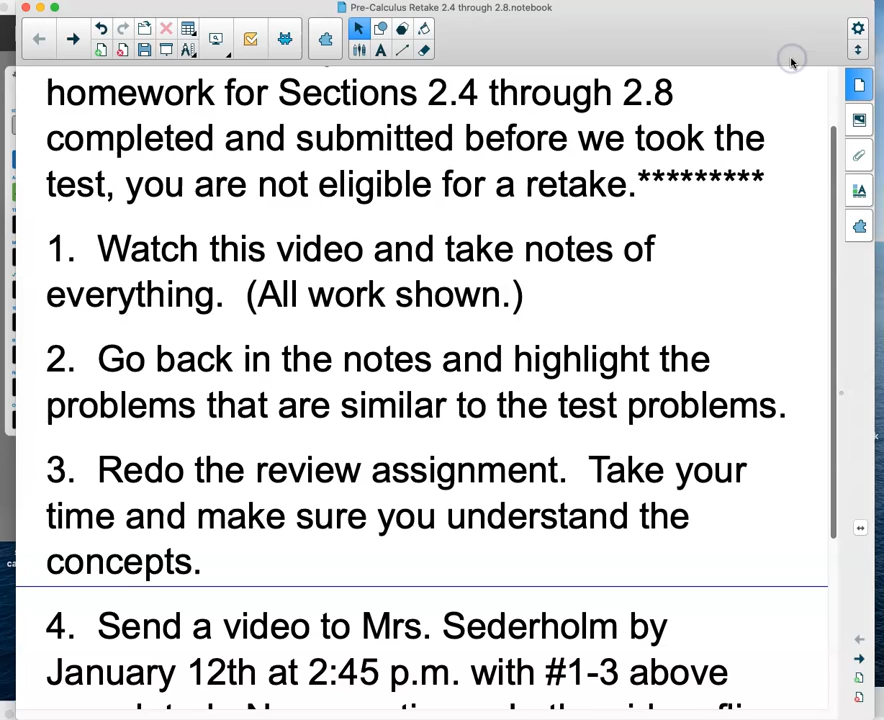 Pre-Calculus Retake 2.4 through 2.8.notebook
homework for Sections 2.4 through 2.8
completed and submitted before we took the
test, you are not eligible for a retake.*********
1. Watch this video and take notes of
everything. (All work shown.)
2. Go back in the notes and highlight the
problems that are similar to the test problems.
3. Redo the review assignment. Take your
time and make sure you understand the
concepts.
4. Send a video to Mrs. Sederholm by
January 12th at 2:45 p.m. with #1-3 above